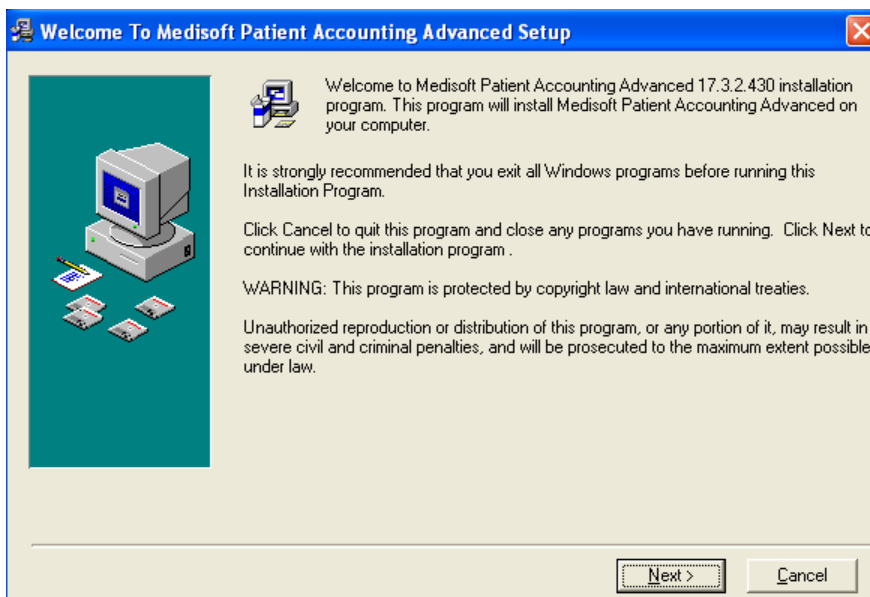 Welcome To Medisoft Patient Accounting Advanced Setup
Welcome to Medisoft Patient Accounting Advanced 17.3.2.430 installation
program. This program will install Medisoft Patient Accounting Advanced on
your computer.
It is strongly recommended that you exit all Windows programs before running this
Installation Program.
Click Cancel to quit this program and close any programs you have running.  Click Next to
continue with the installation program .
WARNING: This program is protected by copyright law and international treaties.
Unauthorized reproduction or distribution of this program, or any portion of it, may result in
severe civil and criminal penalties, and will be prosecuted to the maximum extent possible
under law.
Next >
Cancel